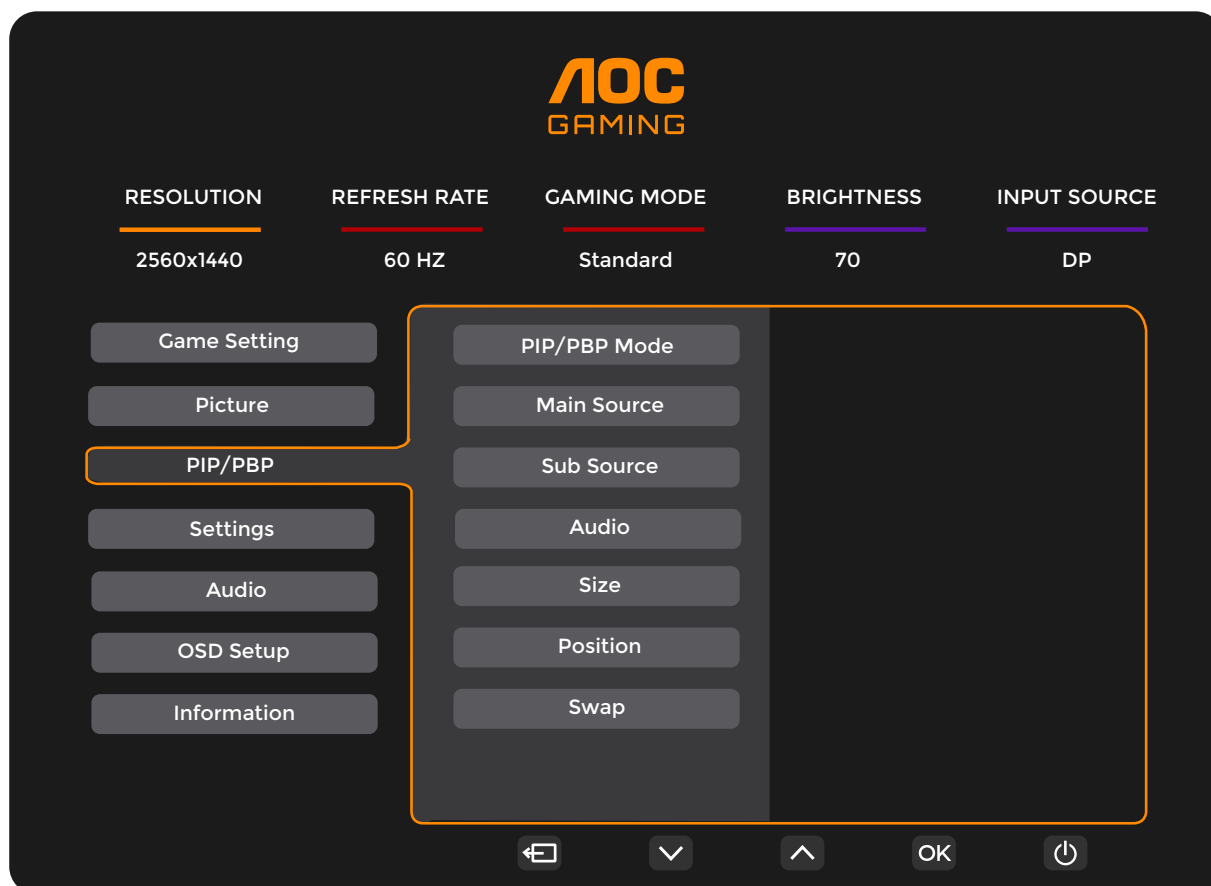 AOC
GAMING
RESOLUTION REFRESH RATE GAMING MODE BRIGHTNESS INPUT SOURCE
2560x1440 60 HZ Standard 70 DP
Game Setting
Picture
PIP/PBP
Settings
Audio
OSD Setup
Information
PIP/PBP Mode
Main Source
Sub Source
Audio
Size
Position
Swap
OK